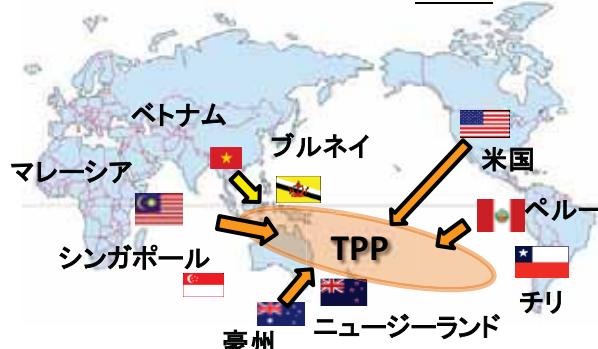 ベトナム
ブルネイ
米国
マレーシア
ペルー
シンガポール
TPP
チリ
ニュージーランド
豪州